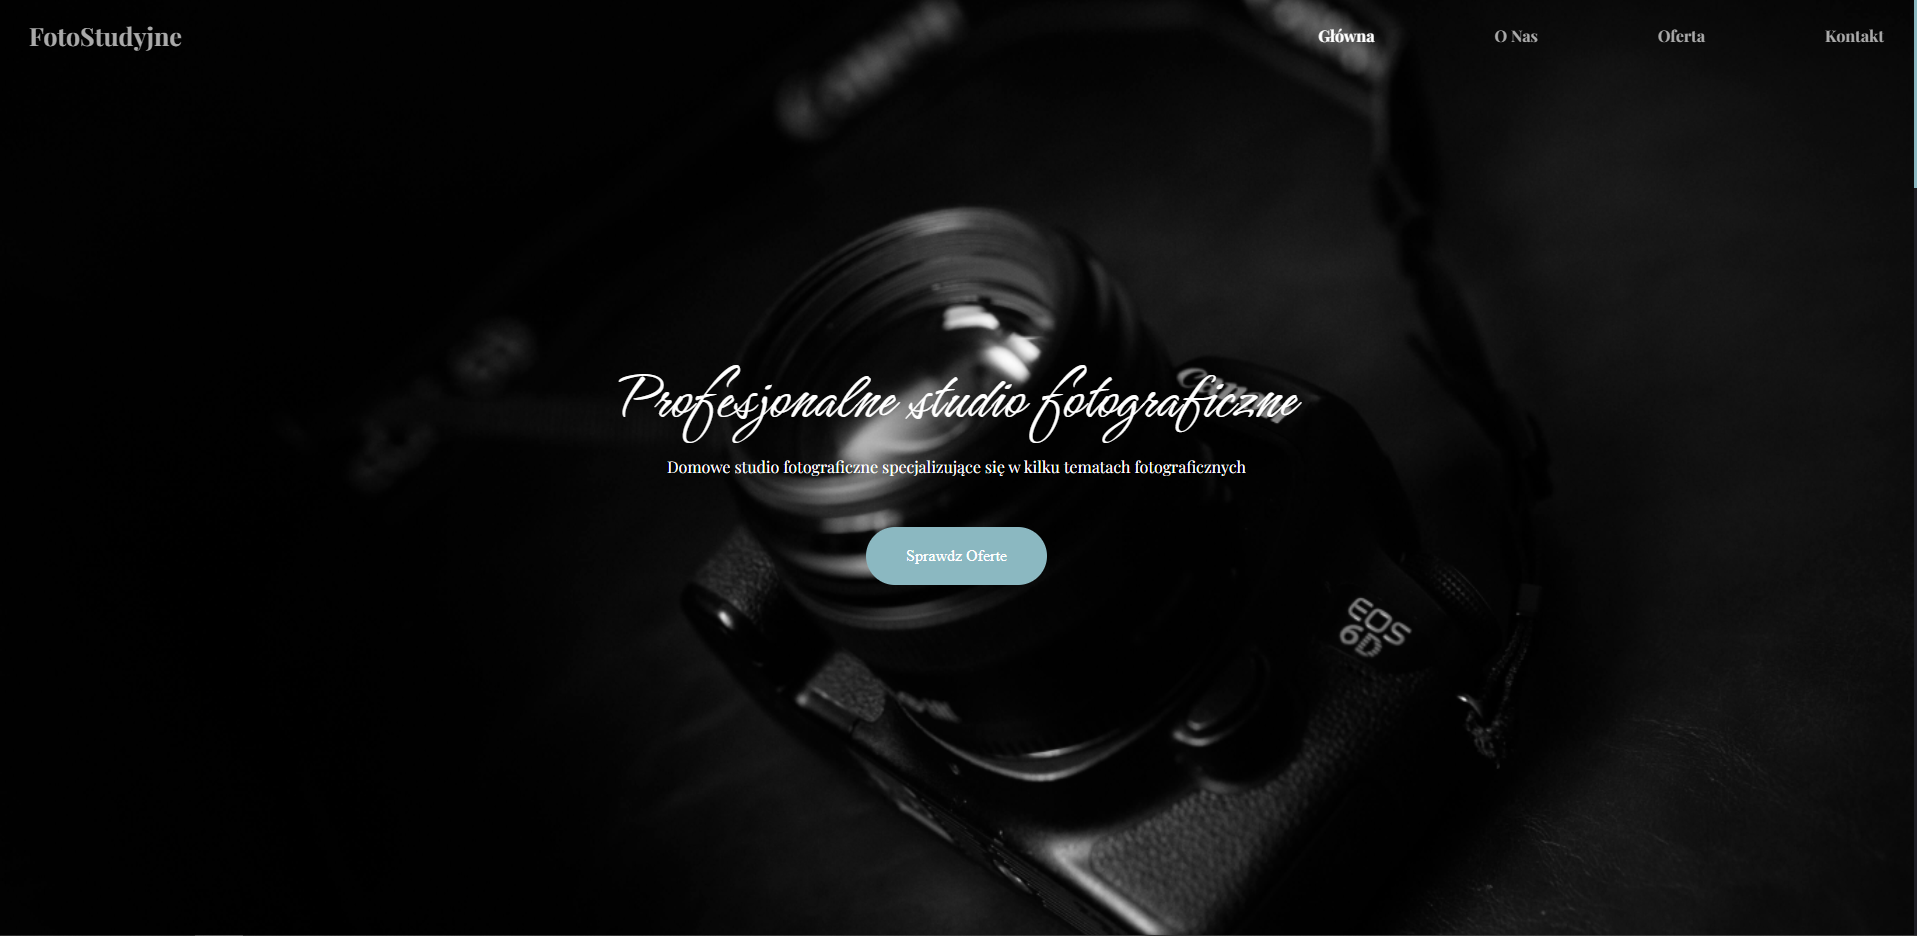 FotoStudyjne
Główna
O Nas
Oferta
Kontakt
Profesjonalne studio fotograficzne
Canon
Domowe studio fotograficzne specjalizujące się w kilku tematach fotograficznych
Sprawdz Oferte
EOS
6D